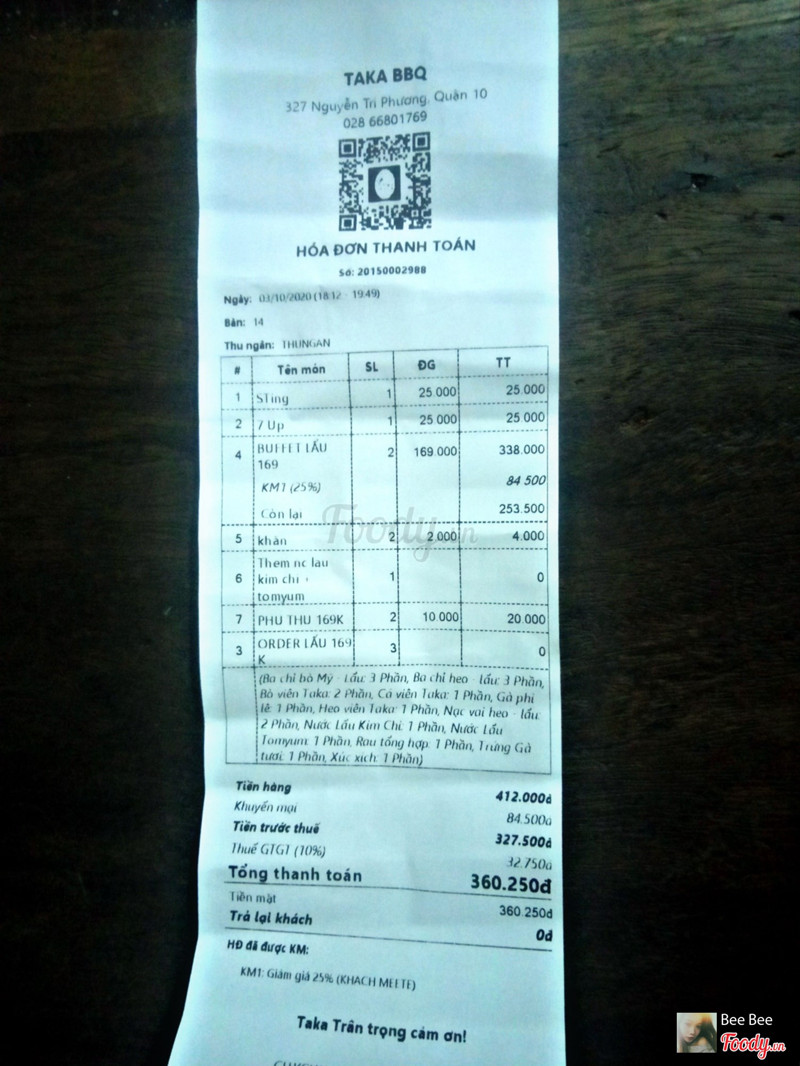 TAKA BBQ
327 Nguyễn Tri Phương, Quận 10
028 66801769
HÓA ĐƠN THANH TOÁN
Số: 20150002988
Ngày: 03/10/2020 (18:12 - 19:49)
Bàn: 14
Thu ngân: THUNGAN
# Tên món SL ĐG TT
1 STing 1 25.000 25.000
2 7 Up 1 25.000 25.000
4 BUFFET LẨU 2 169.000 338.000
169
KM1 (25%) 84.500
Còn lại 253.500
5 khăn 2 2.000 4.000
Them nc lau
6 kim chi + 1 0
tomyum
7 PHU THU 169K 2 10.000 20.000
3 ORDER LẨU 169 3 0
K
(Ba chỉ bò Mỹ - Lẩu: 3 Phần, Ba chỉ heo - lẩu: 3 Phần,
Bò viên Taka: 2 Phần, Cá viên Taka: 1 Phần, Gà phi
lê: 1 Phần, Heo viên Taka: 1 Phần, Nạc vai heo - lẩu:
2 Phần, Nước Lẩu Kim Chi: 1 Phần, Nước Lẩu
Tomyum: 1 Phần, Rau tổng hợp: 1 Phần, Trứng Gà
tươi: 1 Phần, Xúc xích: 1 Phần)
Tiền hàng 412.000đ
Khuyến mại 84.500đ
Tiền trước thuế 327.500đ
Thuế GTGT (10%) 32.750đ
Tổng thanh toán 360.250đ
Tiền mặt 360.250đ
Trả lại khách 0đ
HĐ đã được KM:
KM1: Giảm giá 25% (KHACH MELTE)
Taka Trân trọng cảm ơn!
Foody.vn
Bee Bee
Foody.vn